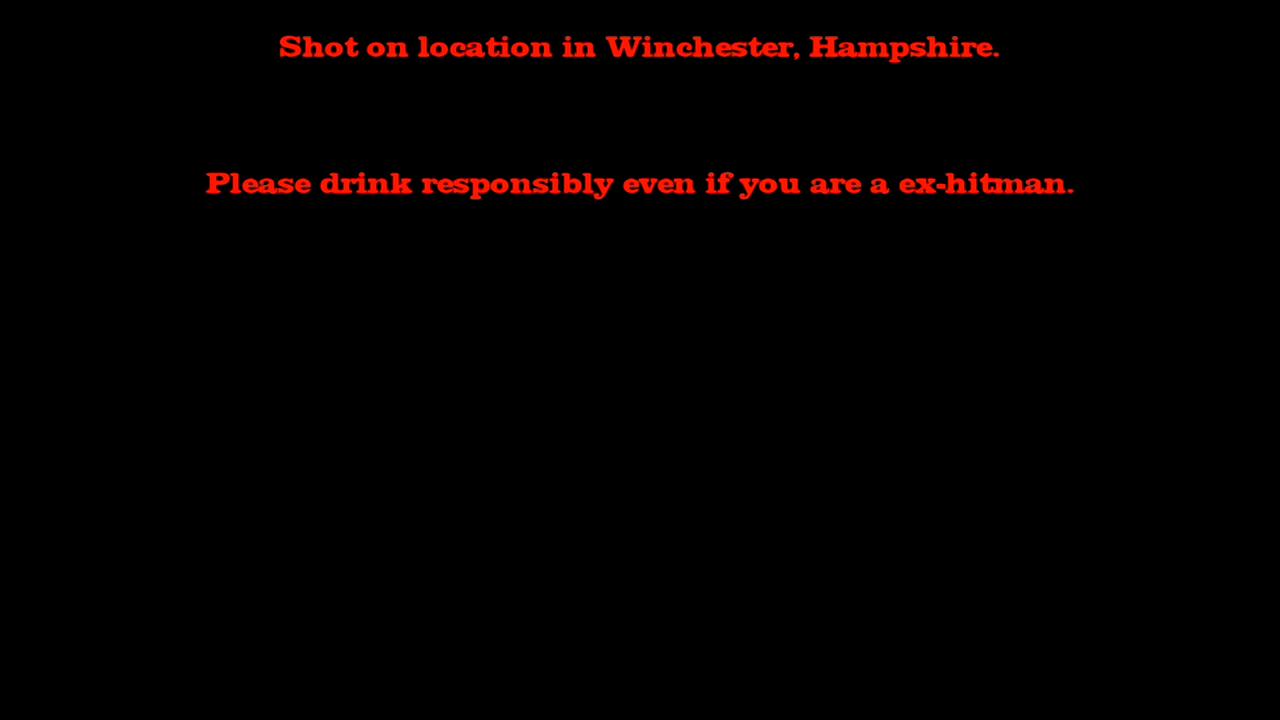 Shot on location in Winchester, Hampshire.
Please drink responsibly even if you are a ex-hitman.